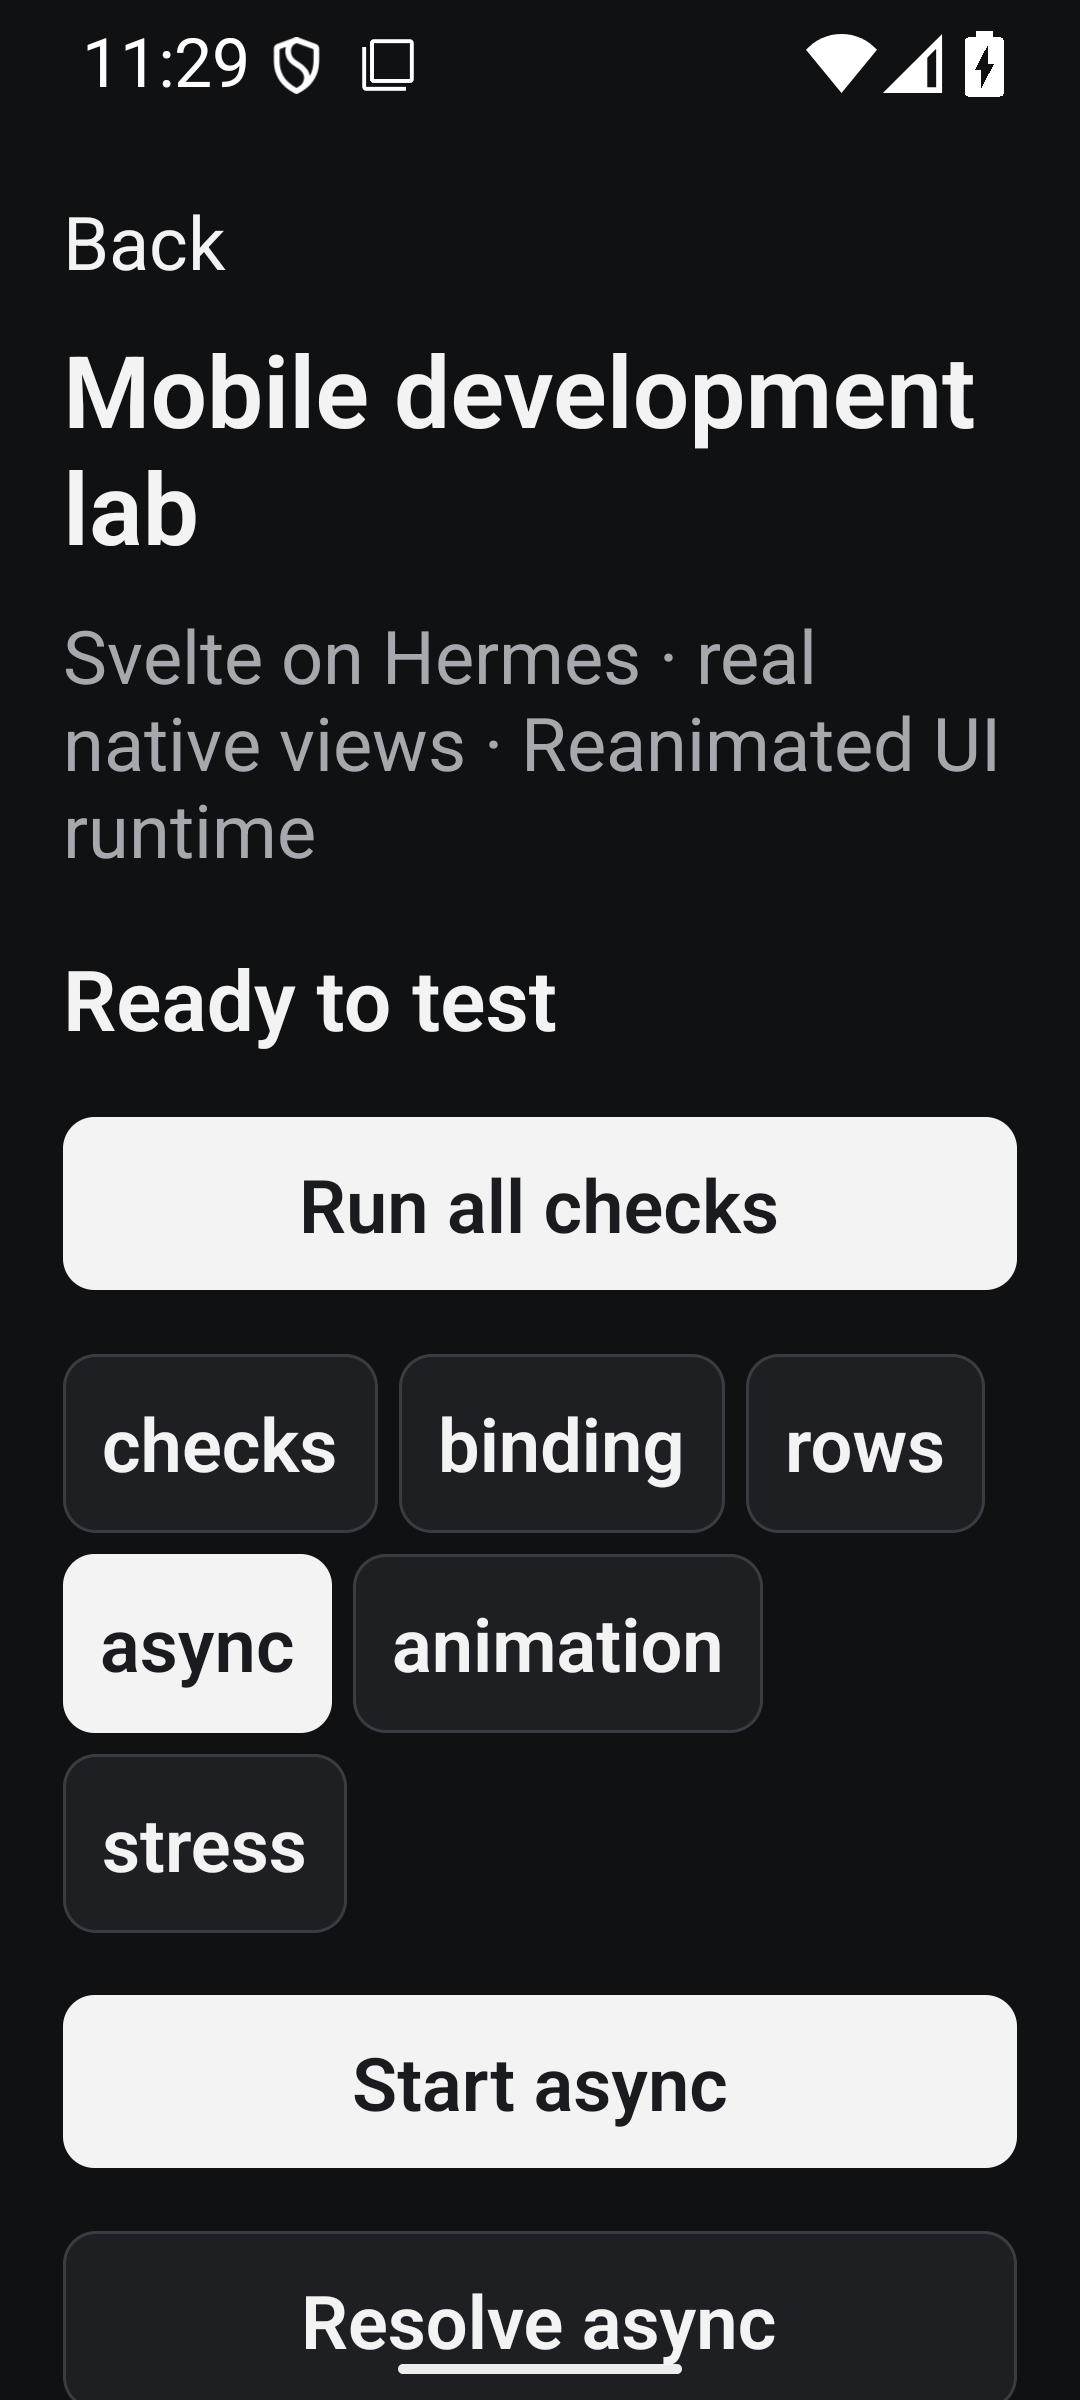 11:29
Back
Mobile development
lab
Svelte on Hermes · real
native views · Reanimated UI
runtime
Ready to test
Run all checks
checks binding rows
async animation
stress
Start async
Resolve async